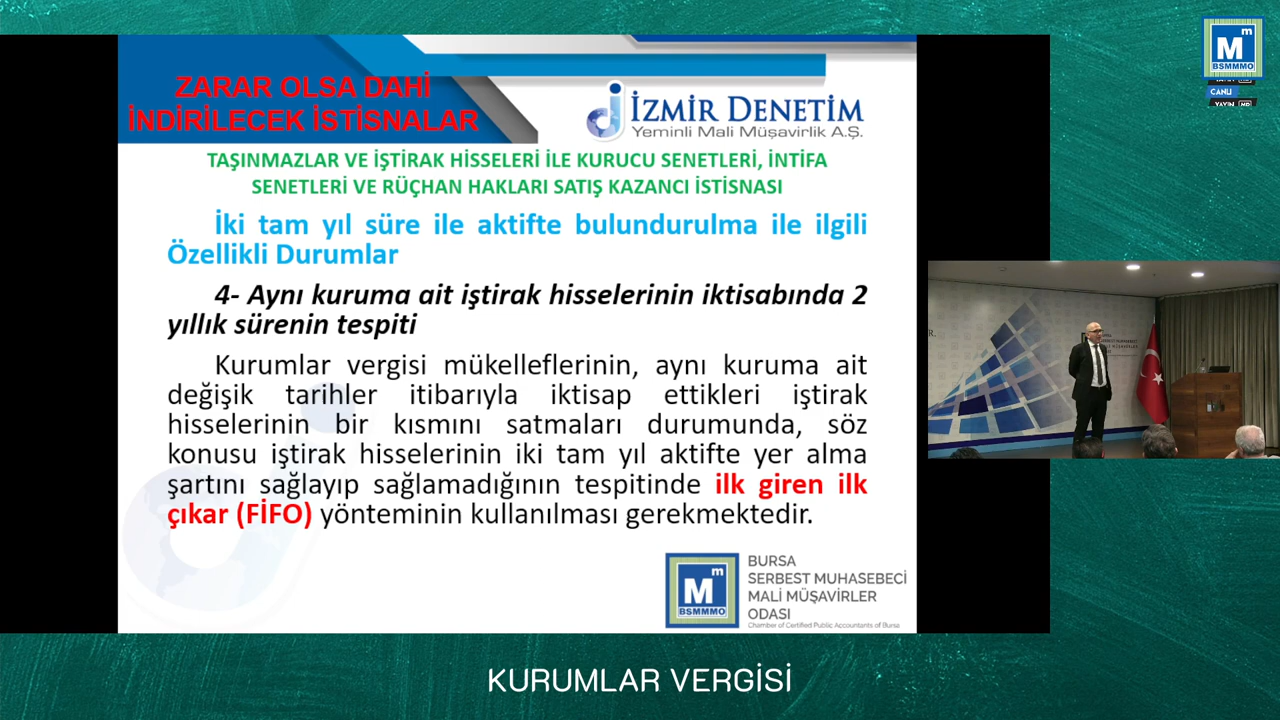 ZARAR OLSA DAHİ
İNDİRİLECEK İSTİSNALAR
İZMİR DENETİM
Yeminli Mali Müşavirlik A.Ş.
TAŞINMAZLAR VE İŞTİRAK HİSSELERİ İLE KURUCU SENETLERİ, İNTİFA
SENETLERİ VE RÜÇHAN HAKLARI SATIŞ KAZANCI İSTİSNASI
İki tam yıl süre ile aktifte bulundurulma ile ilgili
Özellikli Durumlar
4- Aynı kuruma ait iştirak hisselerinin iktisabında 2
yıllık sürenin tespiti
Kurumlar vergisi mükelleflerinin, aynı kuruma ait
değişik tarihler itibarıyla iktisap ettikleri iştirak
hisselerinin bir kısmını satmaları durumunda, söz
konusu iştirak hisselerinin iki tam yıl aktifte yer alma
şartını sağlayıp sağlamadığının tespitinde ilk giren ilk
çıkar (FİFO) yönteminin kullanılması gerekmektedir.
Mm
BSMMMO
BURSA
SERBEST MUHASEBECİ
MALİ MÜŞAVİRLER
ODASI
Chamber of Certified Public Accountants of Bursa
Mm
BSMMMO
CANLI
KURUMLAR VERGİSİ